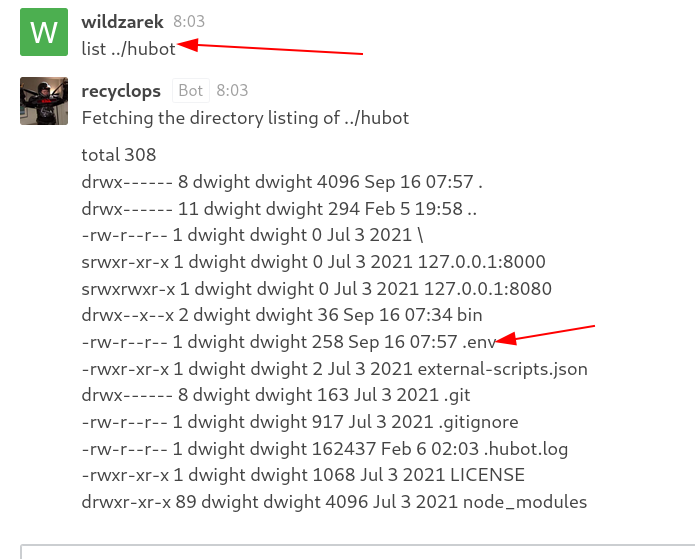 W
wildzarek 8:03
list ../hubot
recyclops Bot 8:03
Fetching the directory listing of ../hubot
total 308
drwx------ 8 dwight dwight 4096 Sep 16 07:57 .
drwx------ 11 dwight dwight 294 Feb 5 19:58 ..
-rw-r--r-- 1 dwight dwight 0 Jul 3 2021 \
srwxr-xr-x 1 dwight dwight 0 Jul 3 2021 127.0.0.1:8000
srwxrwxr-x 1 dwight dwight 0 Jul 3 2021 127.0.0.1:8080
drwx--x--x 2 dwight dwight 36 Sep 16 07:34 bin
-rw-r--r-- 1 dwight dwight 258 Sep 16 07:57 .env
-rwxr-xr-x 1 dwight dwight 2 Jul 3 2021 external-scripts.json
drwx------ 8 dwight dwight 163 Jul 3 2021 .git
-rw-r--r-- 1 dwight dwight 917 Jul 3 2021 .gitignore
-rw-r--r-- 1 dwight dwight 162437 Feb 6 02:03 .hubot.log
-rwxr-xr-x 1 dwight dwight 1068 Jul 3 2021 LICENSE
drwxr-xr-x 89 dwight dwight 4096 Jul 3 2021 node_modules